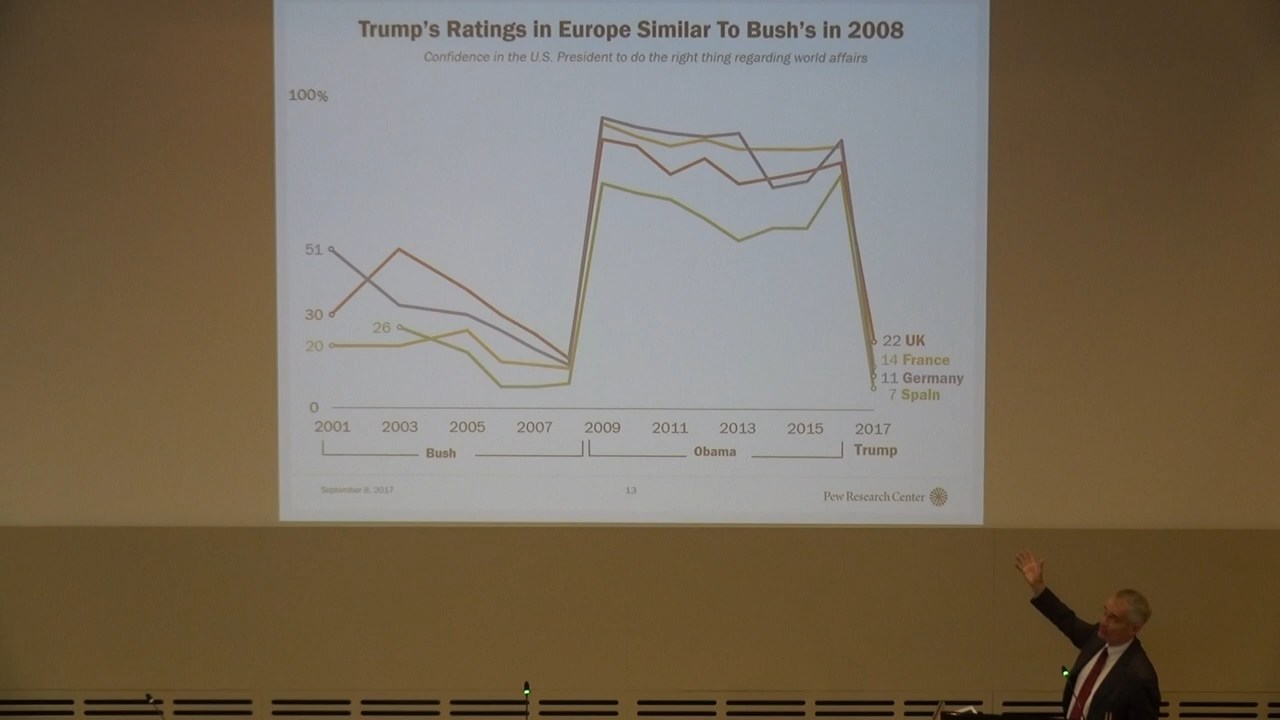 Trump's Ratings in Europe Similar To Bush's in 2008
Confidence in the U.S. President to do the right thing regarding world affairs
100%
51
30
26
20
22 UK
14 France
11 Germany
7 Spain
0
2001 2003 2005 2007 2009 2011 2013 2015 2017
Bush Obama Trump
September 8, 2017 13 Pew Research Center